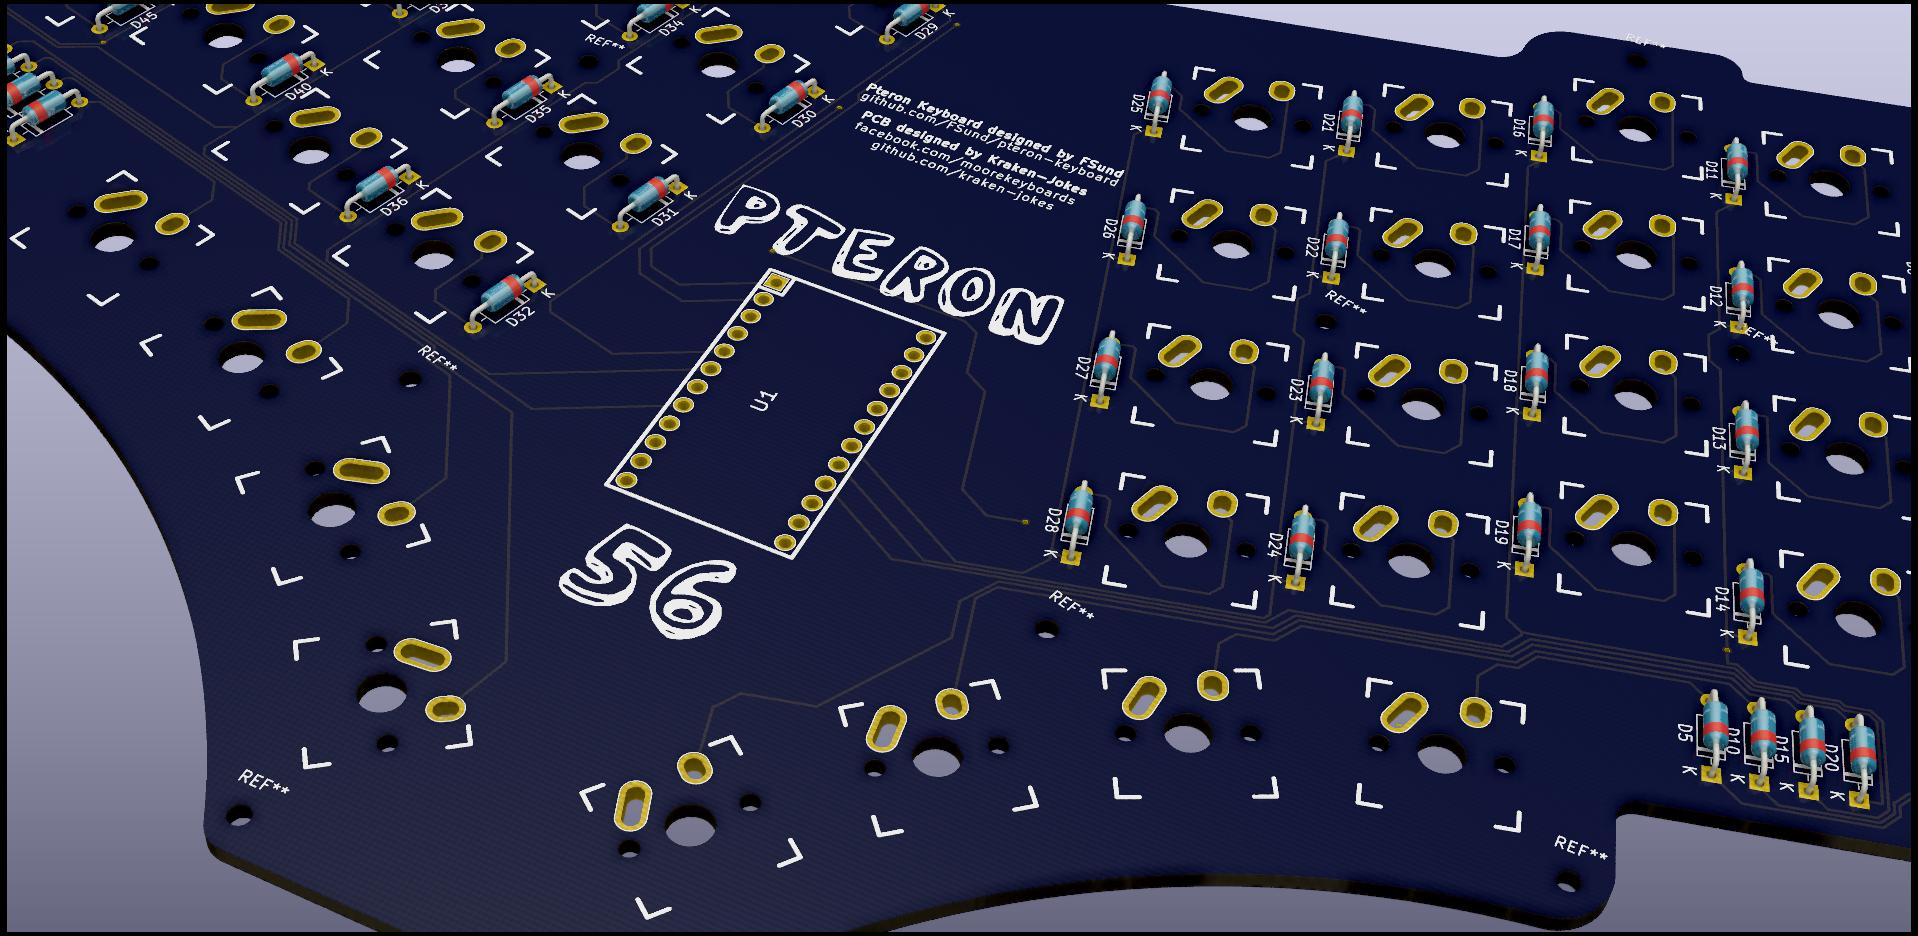 D45
D40
D34
REF**
D29
D35
K
D30
K
K
D36
K
D31
K
D32
K
Pteron Keyboard designed by FSund
github.com/FSund/pteron-keyboard
PCB designed by Kraken-Jokes
facebook.com/moorekeyboards
github.com/kraken-jokes
PTERON
U1
56
REF**
REF**
D25
K
D21
K
D16
K
D11
K
D26
K
D22
K
REF**
D17
K
D12
K
D27
K
D23
K
D18
K
D13
K
D28
K
D24
K
D19
K
D14
K
REF**
D5
K
D10
K
D15
K
D20
K
REF**